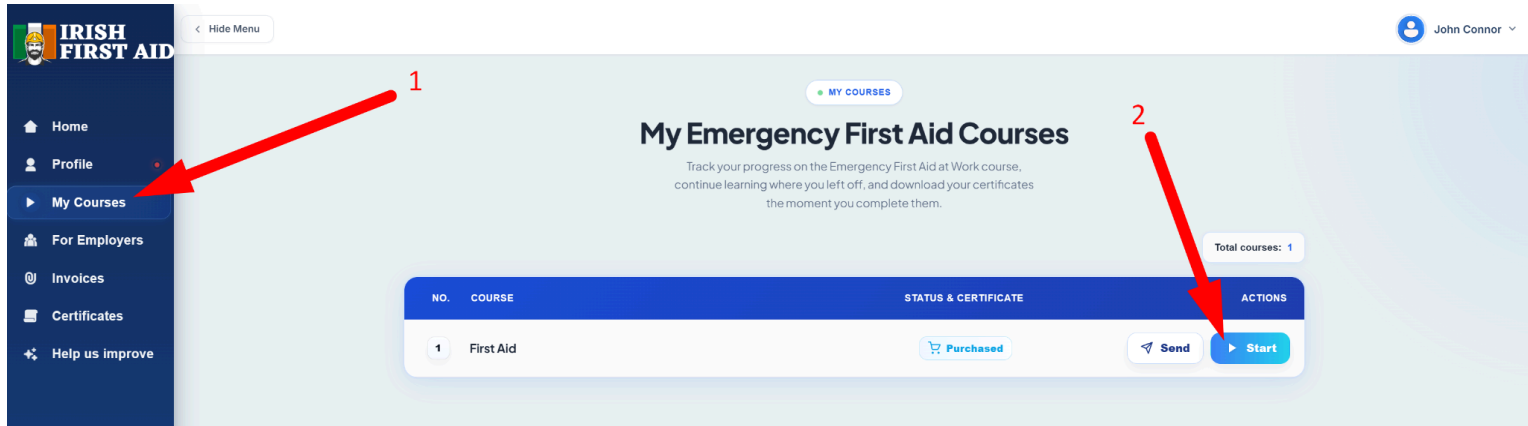 IRISH
FIRST AID
Hide Menu
John Connor
1
Home
Profile
My Courses
For Employers
Invoices
Certificates
Help us improve
MY COURSES
My Emergency First Aid Courses
Track your progress on the Emergency First Aid at Work course,
continue learning where you left off, and download your certificates
the moment you complete them.
2
Total courses: 1
NO. COURSE STATUS & CERTIFICATE ACTIONS
1 First Aid Purchased Send Start